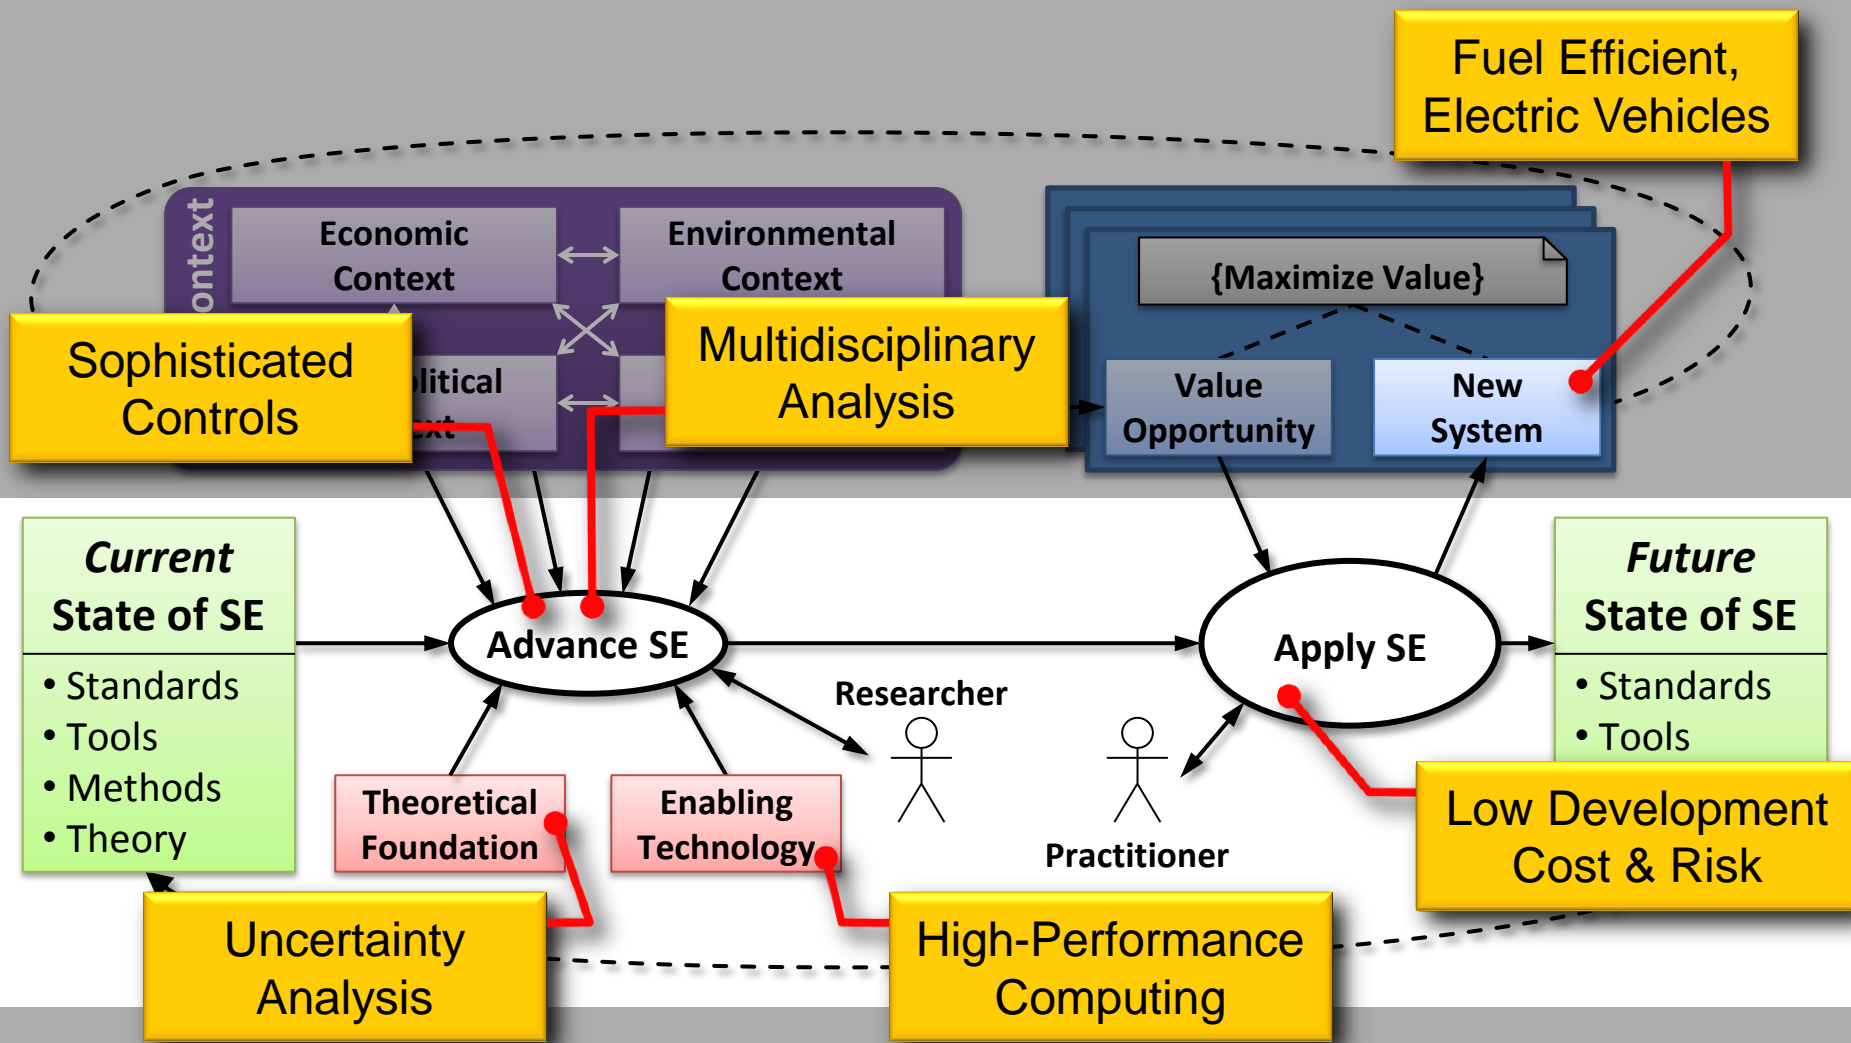 Fuel Efficient,
Electric Vehicles
Economic
Context
Environmental
Context
{Maximize Value}
Sophisticated
Controls
Multidisciplinary
Analysis
Value
Opportunity
New
System
Current
State of SE
• Standards
• Tools
• Methods
• Theory
Advance SE
Apply SE
Future
State of SE
• Standards
• Tools
Researcher
Practitioner
Theoretical
Foundation
Enabling
Technology
Low Development
Cost & Risk
Uncertainty
Analysis
High-Performance
Computing